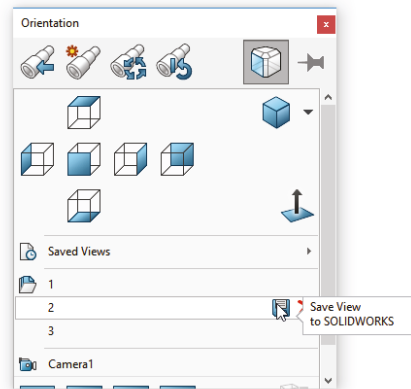 Orientation
x
Saved Views
1
2
Save View
to SOLIDWORKS
3
Camera1